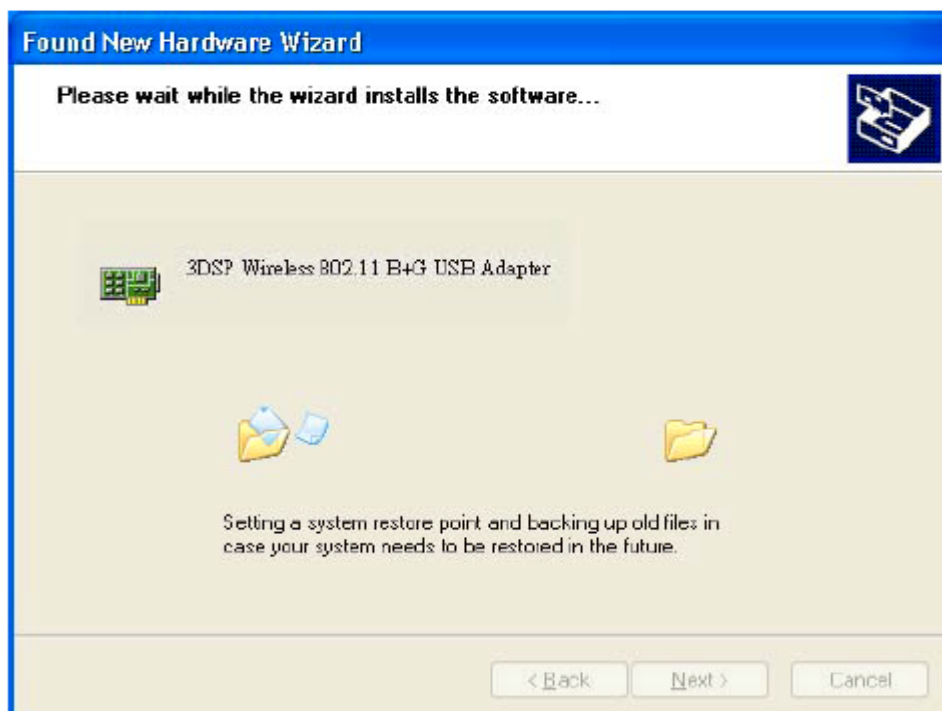 Found New Hardware Wizard
Please wait while the wizard installs the software...
3DSP Wireless 802.11 B+G USB Adapter
Setting a system restore point and backing up old files in
case your system needs to be restored in the future.
< Back
Next >
Cancel